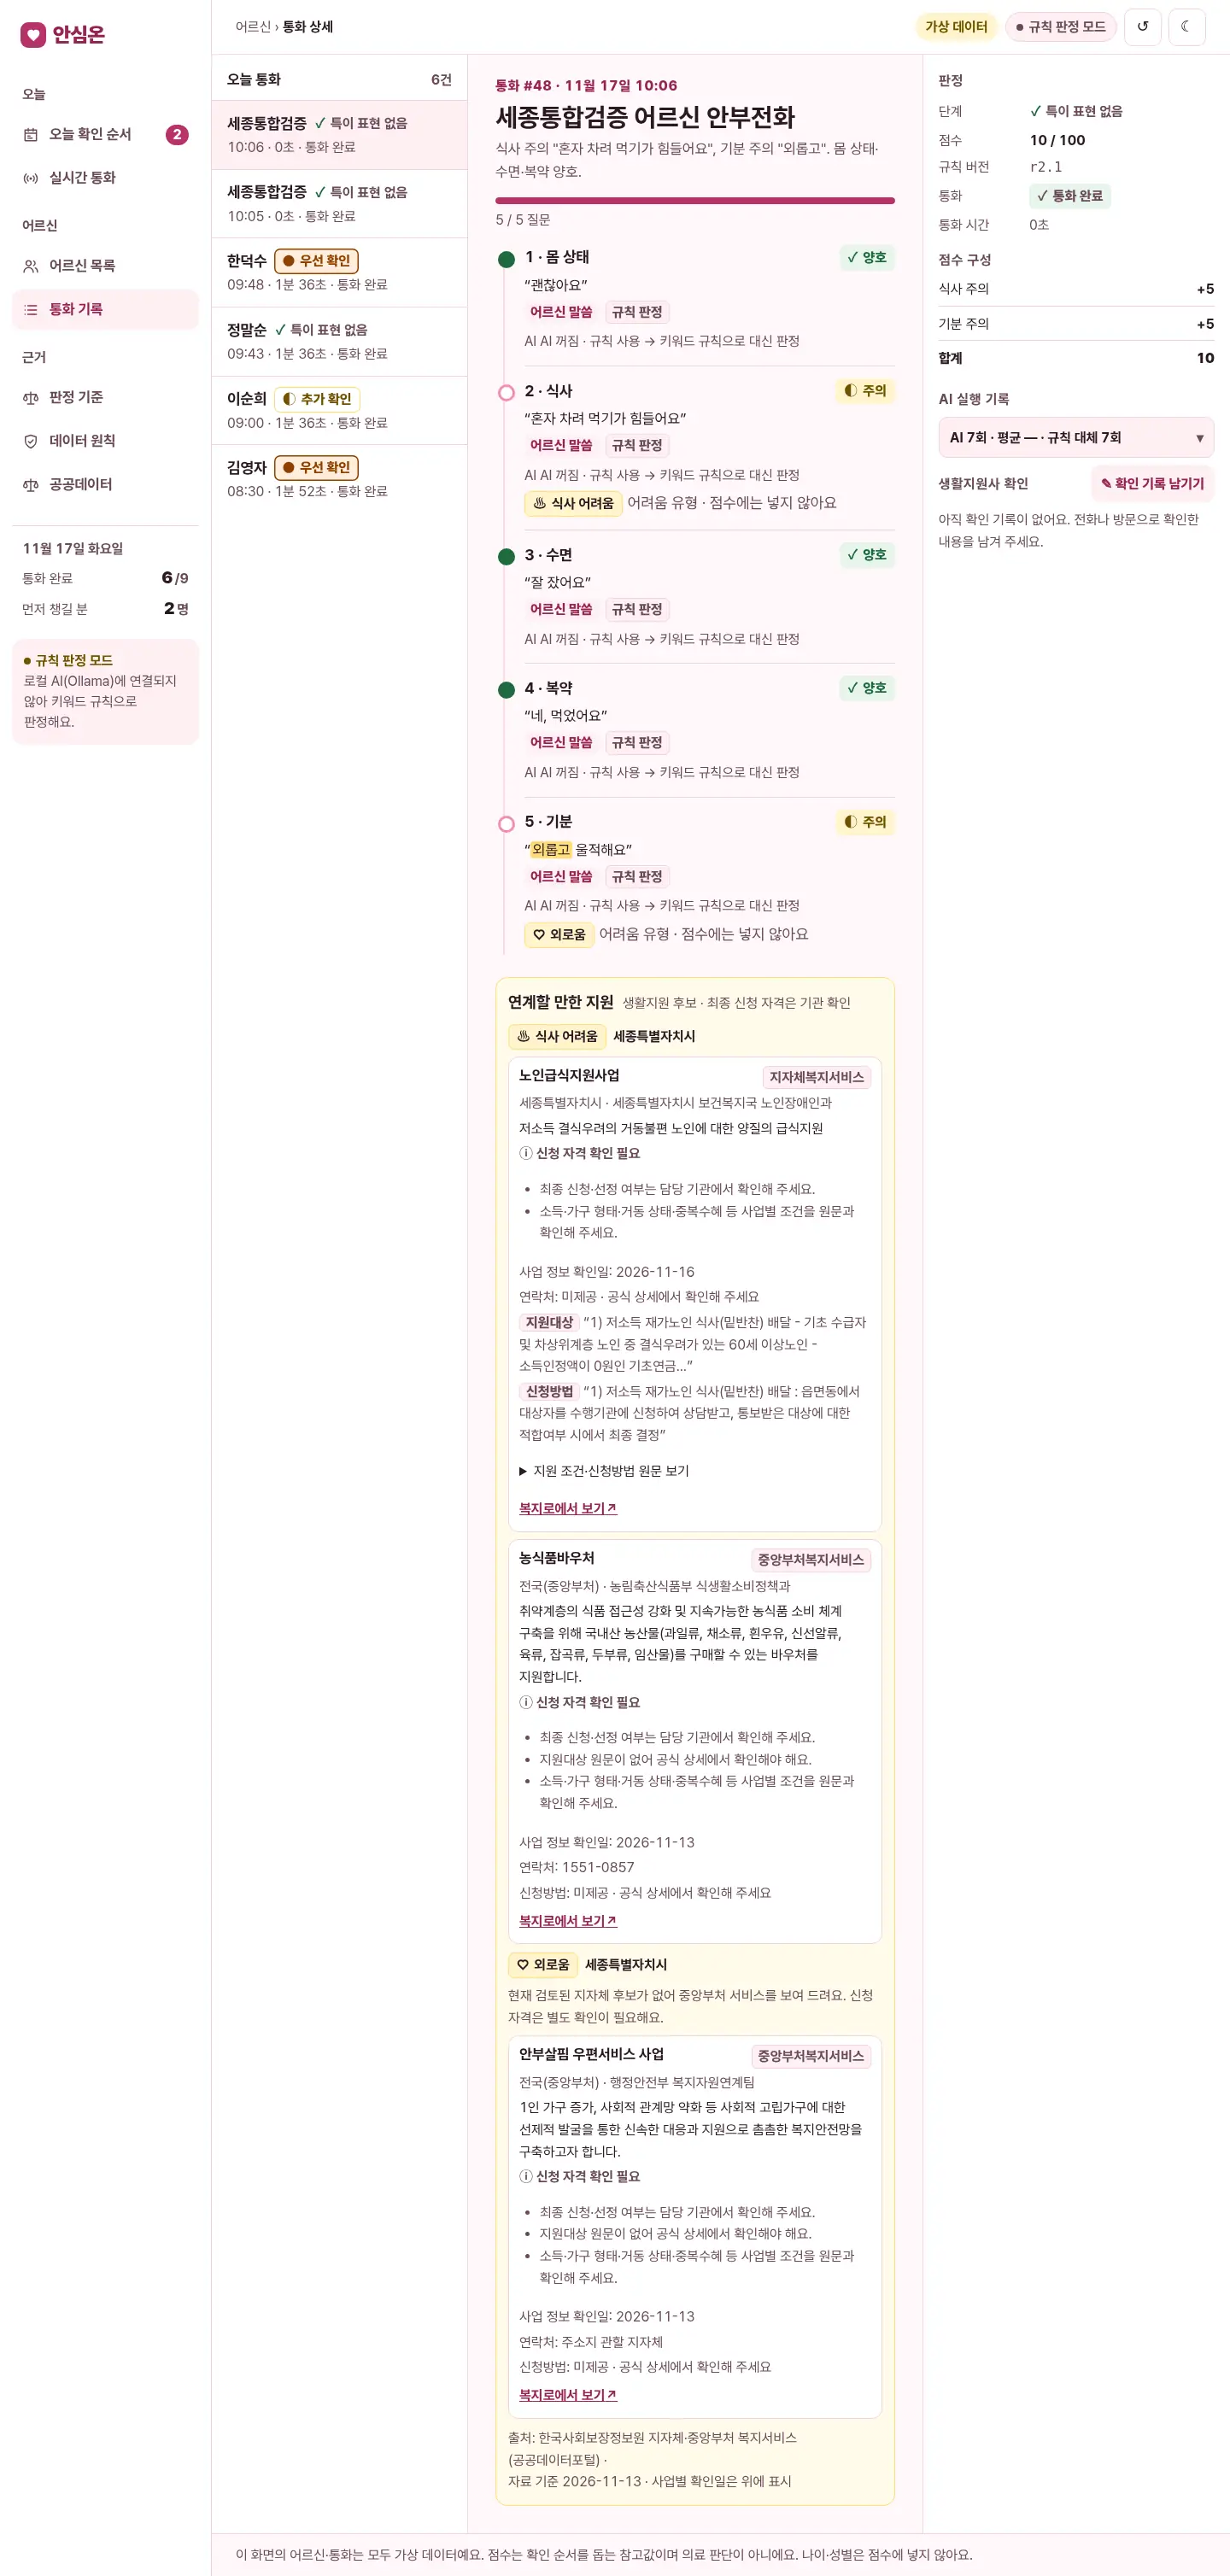 안심온
오늘
오늘 확인 순서 2
실시간 통화
어르신
어르신 목록
통화 기록
근거
판정 기준
데이터 원칙
공공데이터
11월 17일 화요일
통화 완료 6/9
먼저 챙길 분 2명
● 규칙 판정 모드
로컬 AI(Ollama)에 연결되지
않아 키워드 규칙으로
판정해요.
어르신 › 통화 상세
가상 데이터
● 규칙 판정 모드
↺
☾
오늘 통화 6건
세종통합검증 ✓ 특이 표현 없음
10:06 · 0초 · 통화 완료
세종통합검증 ✓ 특이 표현 없음
10:05 · 0초 · 통화 완료
한덕수 ● 우선 확인
09:48 · 1분 36초 · 통화 완료
정말순 ✓ 특이 표현 없음
09:43 · 1분 36초 · 통화 완료
이순희 ◐ 추가 확인
09:00 · 1분 36초 · 통화 완료
김영자 ● 우선 확인
08:30 · 1분 52초 · 통화 완료
통화 #48 · 11월 17일 10:06
세종통합검증 어르신 안부전화
식사 주의 "혼자 차려 먹기가 힘들어요", 기분 주의 "외롭고". 몸 상태·
수면·복약 양호.
5 / 5 질문
1 · 몸 상태 ✓ 양호
“괜찮아요”
어르신 말씀 규칙 판정
AI AI 꺼짐 · 규칙 사용 → 키워드 규칙으로 대신 판정
2 · 식사 ◐ 주의
“혼자 차려 먹기가 힘들어요”
어르신 말씀 규칙 판정
AI AI 꺼짐 · 규칙 사용 → 키워드 규칙으로 대신 판정
♨ 식사 어려움 어려움 유형 · 점수에는 넣지 않아요
3 · 수면 ✓ 양호
“잘 잤어요”
어르신 말씀 규칙 판정
AI AI 꺼짐 · 규칙 사용 → 키워드 규칙으로 대신 판정
4 · 복약 ✓ 양호
“네, 먹었어요”
어르신 말씀 규칙 판정
AI AI 꺼짐 · 규칙 사용 → 키워드 규칙으로 대신 판정
5 · 기분 ◐ 주의
“외롭고 울적해요”
어르신 말씀 규칙 판정
AI AI 꺼짐 · 규칙 사용 → 키워드 규칙으로 대신 판정
♡ 외로움 어려움 유형 · 점수에는 넣지 않아요
연계할 만한 지원 생활지원 후보 · 최종 신청 자격은 기관 확인
♨ 식사 어려움 세종특별자치시
노인급식지원사업 지자체복지서비스
세종특별자치시 · 세종특별자치시 보건복지국 노인장애인과
저소득 결식우려의 거동불편 노인에 대한 양질의 급식지원
ⓘ 신청 자격 확인 필요
• 최종 신청·선정 여부는 담당 기관에서 확인해 주세요.
• 소득·가구 형태·거동 상태·중복수혜 등 사업별 조건을 원문과
확인해 주세요.
사업 정보 확인일: 2026-11-16
연락처: 미제공 · 공식 상세에서 확인해 주세요
지원대상 “1) 저소득 재가노인 식사(밑반찬) 배달 - 기초 수급자
및 차상위계층 노인 중 결식우려가 있는 60세 이상노인 -
소득인정액이 0원인 기초연금…”
신청방법 “1) 저소득 재가노인 식사(밑반찬) 배달 : 읍면동에서
대상자를 수행기관에 신청하여 상담받고, 통보받은 대상에 대한
적합여부 시에서 최종 결정”
▶ 지원 조건·신청방법 원문 보기
복지로에서 보기↗
농식품바우처 중앙부처복지서비스
전국(중앙부처) · 농림축산식품부 식생활소비정책과
취약계층의 식품 접근성 강화 및 지속가능한 농식품 소비 체계
구축을 위해 국내산 농산물(과일류, 채소류, 흰우유, 신선알류,
육류, 잡곡류, 두부류, 임산물)를 구매할 수 있는 바우처를
지원합니다.
ⓘ 신청 자격 확인 필요
• 최종 신청·선정 여부는 담당 기관에서 확인해 주세요.
• 지원대상 원문이 없어 공식 상세에서 확인해야 해요.
• 소득·가구 형태·거동 상태·중복수혜 등 사업별 조건을 원문과
확인해 주세요.
사업 정보 확인일: 2026-11-13
연락처: 1551-0857
신청방법: 미제공 · 공식 상세에서 확인해 주세요
복지로에서 보기↗
♡ 외로움 세종특별자치시
현재 검토된 지자체 후보가 없어 중앙부처 서비스를 보여 드려요. 신청
자격은 별도 확인이 필요해요.
안부살핌 우편서비스 사업 중앙부처복지서비스
전국(중앙부처) · 행정안전부 복지자원연계팀
1인 가구 증가, 사회적 관계망 약화 등 사회적 고립가구에 대한
선제적 발굴을 통한 신속한 대응과 지원으로 촘촘한 복지안전망을
구축하고자 합니다.
ⓘ 신청 자격 확인 필요
• 최종 신청·선정 여부는 담당 기관에서 확인해 주세요.
• 지원대상 원문이 없어 공식 상세에서 확인해야 해요.
• 소득·가구 형태·거동 상태·중복수혜 등 사업별 조건을 원문과
확인해 주세요.
사업 정보 확인일: 2026-11-13
연락처: 주소지 관할 지자체
신청방법: 미제공 · 공식 상세에서 확인해 주세요
복지로에서 보기↗
출처: 한국사회보장정보원 지자체·중앙부처 복지서비스
(공공데이터포털) ·
자료 기준 2026-11-13 · 사업별 확인일은 위에 표시
판정
단계 ✓ 특이 표현 없음
점수 10 / 100
규칙 버전 r2.1
통화 ✓ 통화 완료
통화 시간 0초
점수 구성
식사 주의 +5
기분 주의 +5
합계 10
AI 실행 기록
AI 7회 · 평균 — · 규칙 대체 7회 ▾
생활지원사 확인 ✎ 확인 기록 남기기
아직 확인 기록이 없어요. 전화나 방문으로 확인한
내용을 남겨 주세요.
이 화면의 어르신·통화는 모두 가상 데이터예요. 점수는 확인 순서를 돕는 참고값이며 의료 판단이 아니에요. 나이·성별은 점수에 넣지 않아요.